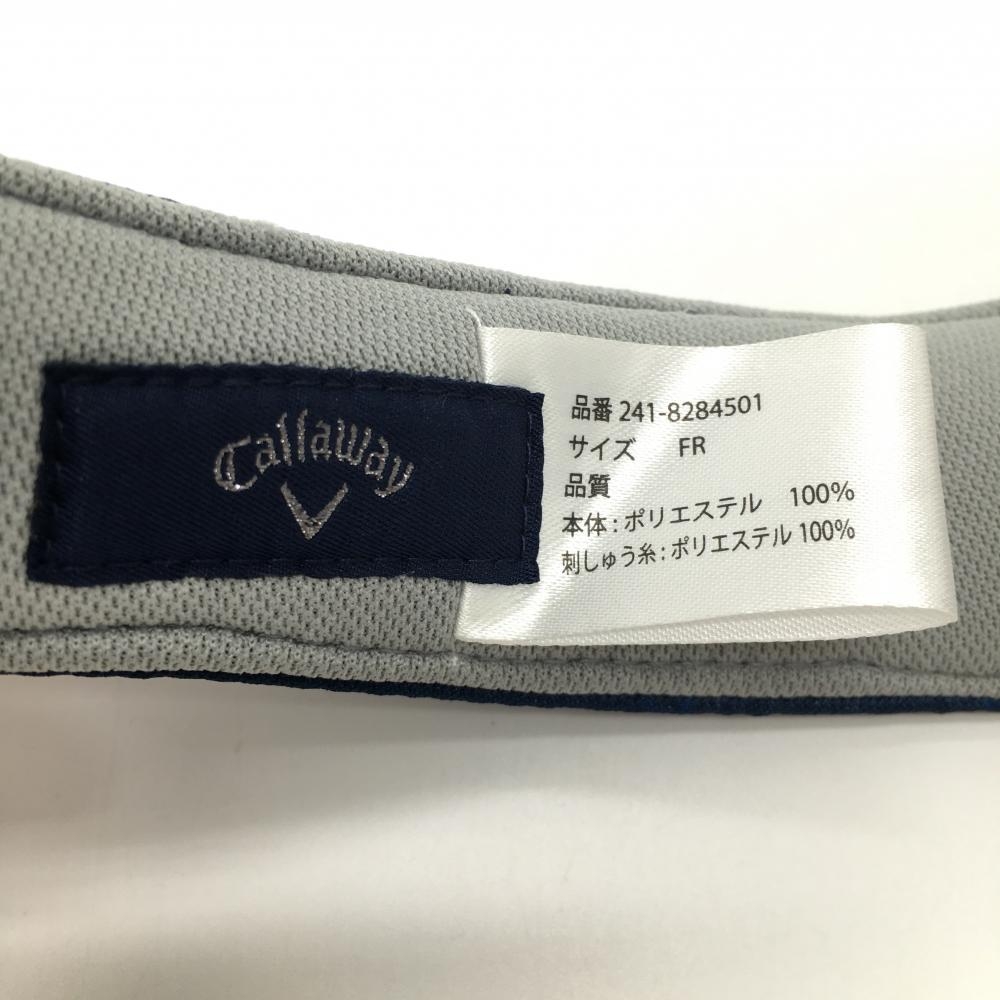 Callaway
品番 241-8284501
サイズ FR
品質
本体:ポリエステル 100%
刺しゅう糸:ポリエステル 100%